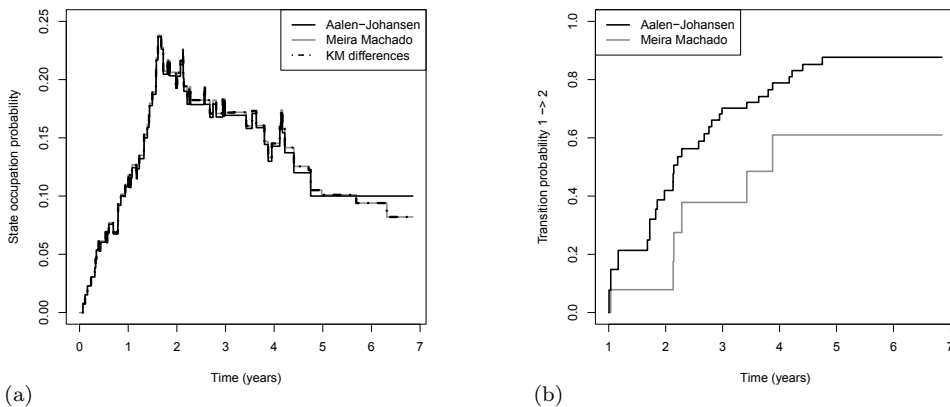 State occupation probability
0.00 0.05 0.10 0.15 0.20 0.25
Aalen−Johansen
Meira Machado
KM differences
0 1 2 3 4 5 6 7
Time (years)
(a)
Transition probability 1 −> 2
0.0 0.2 0.4 0.6 0.8 1.0
Aalen−Johansen
Meira Machado
1 2 3 4 5 6 7
Time (years)
(b)